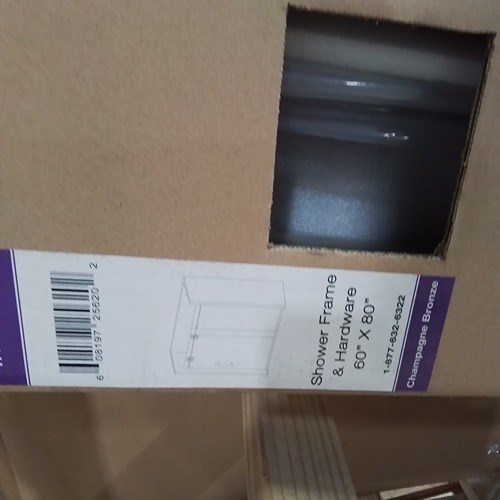 Shower Frame
& Hardware
60" X 80"
1-877-632-6322
Champagne Bronze
6 08197 25620 2